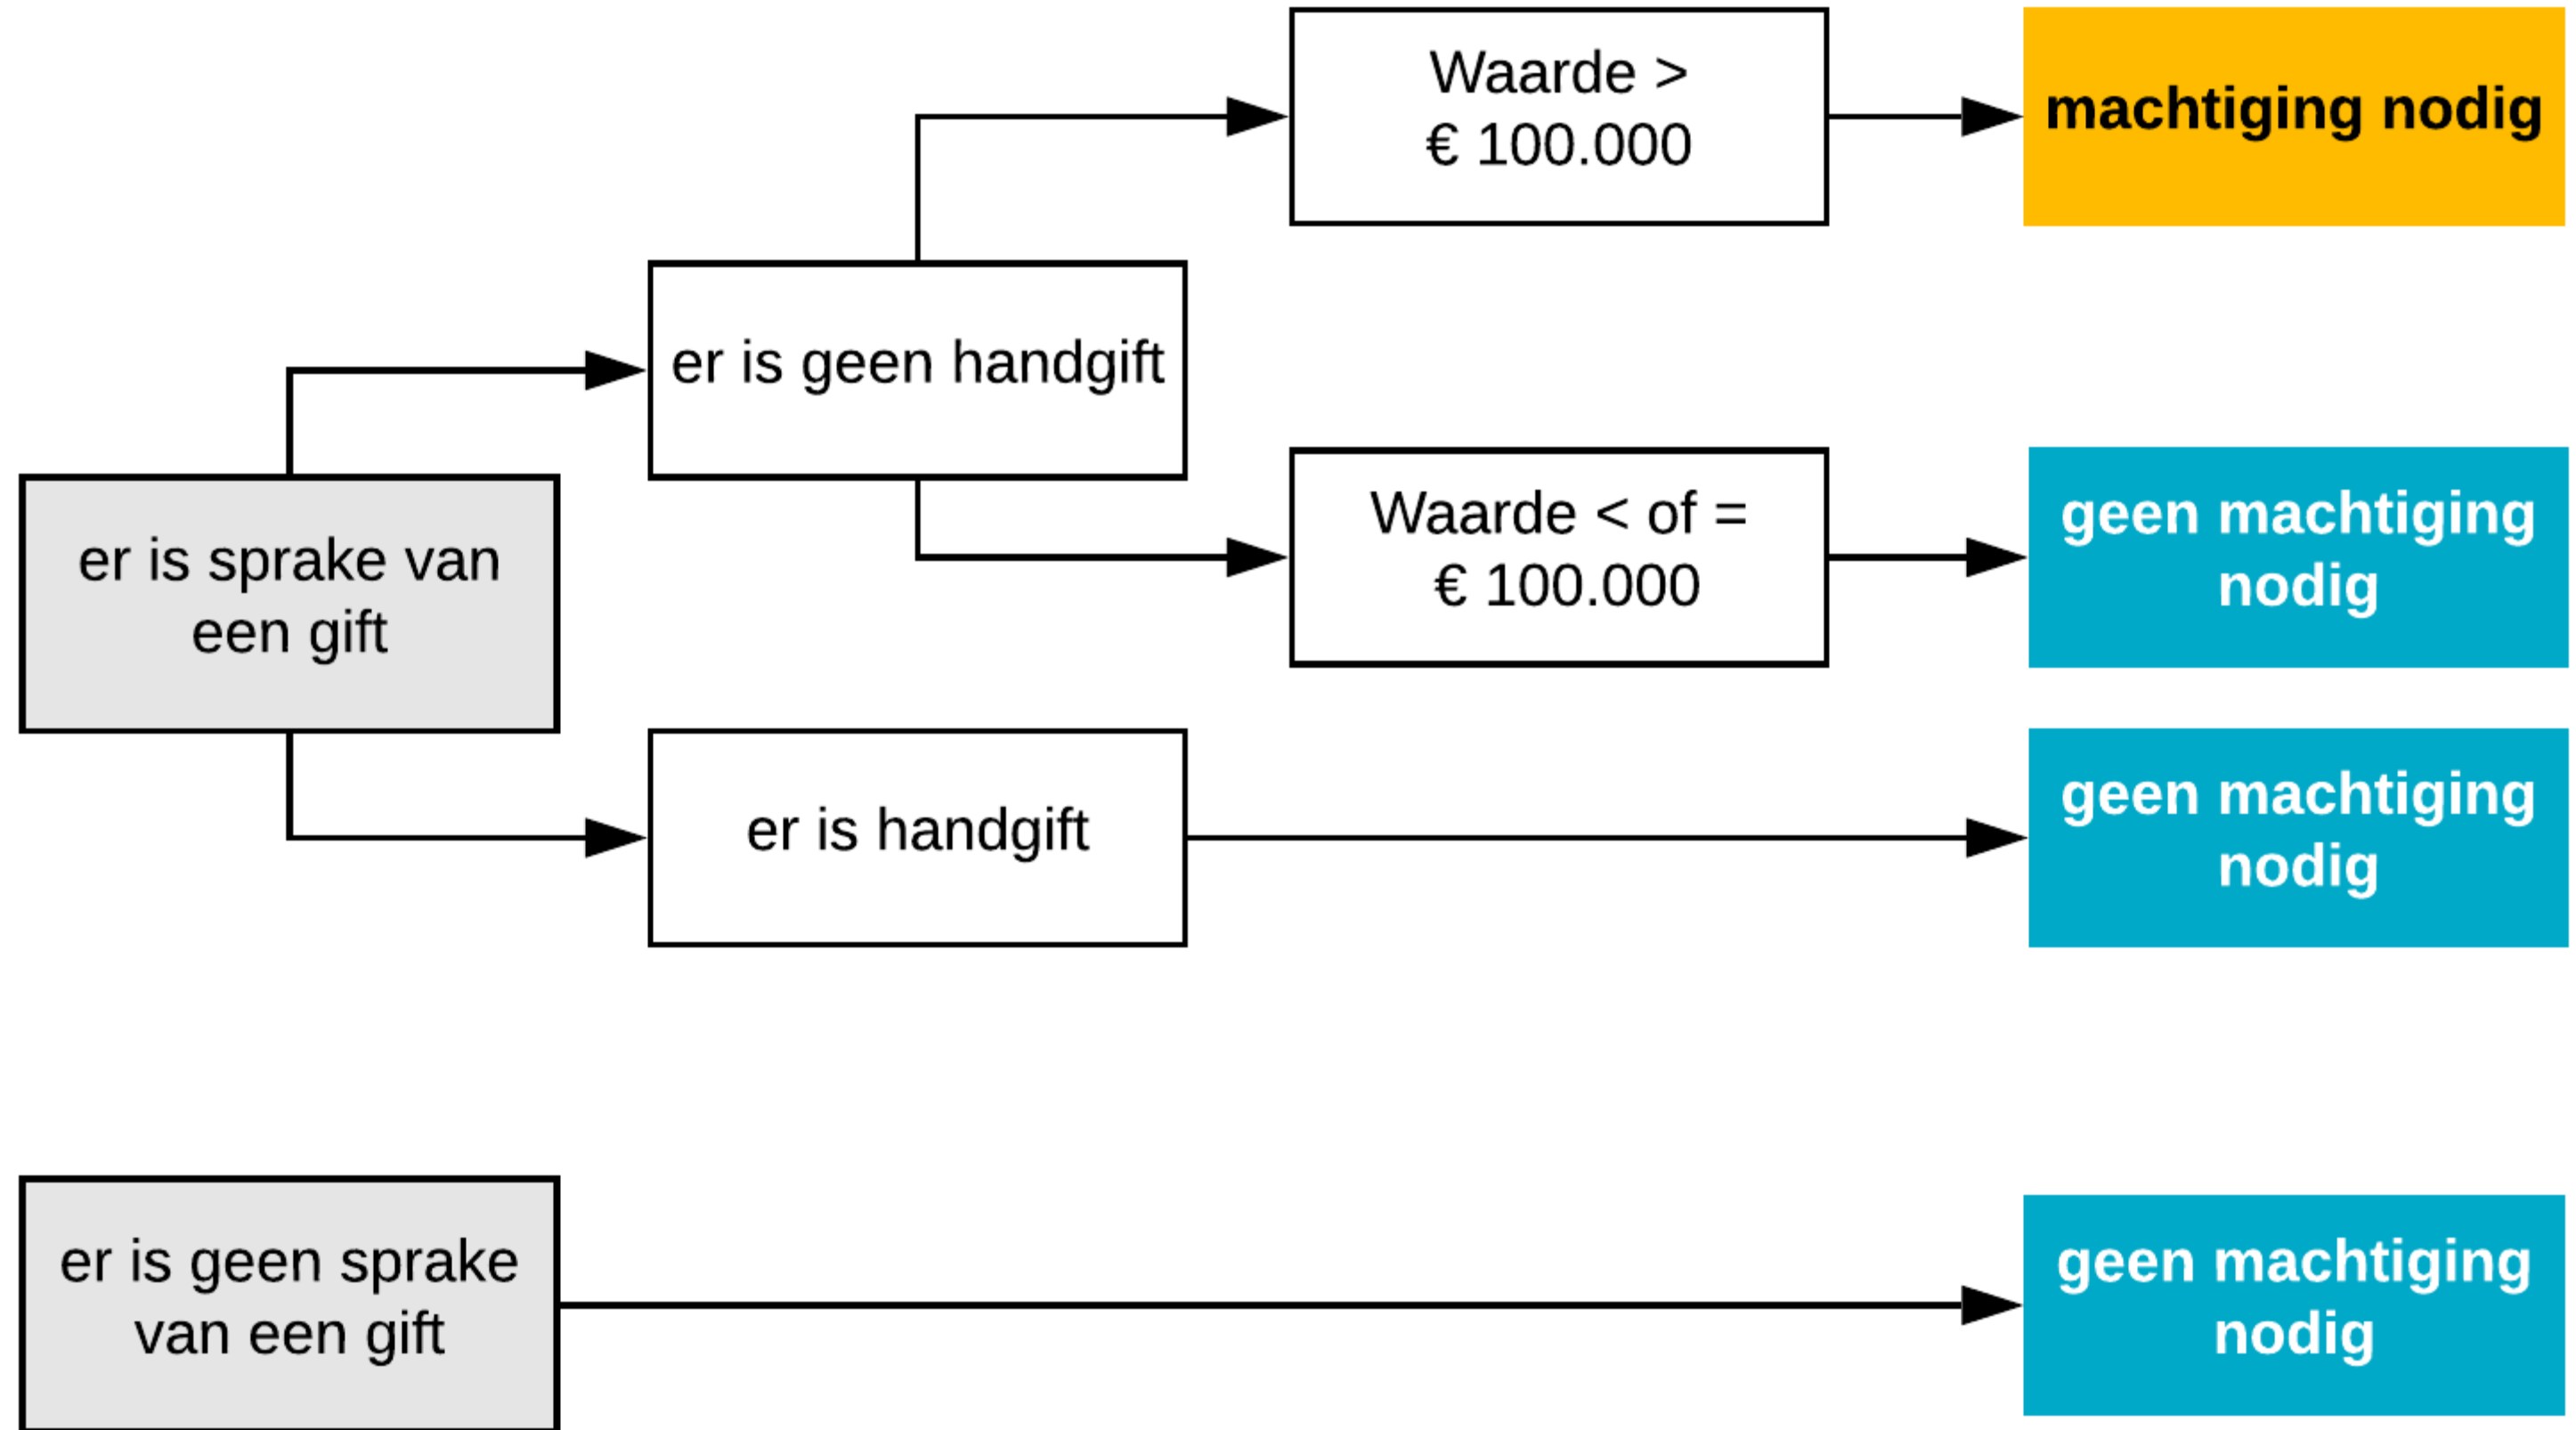 Waarde >
€ 100.000
machtiging nodig
er is geen handgift
er is sprake van
een gift
Waarde < of =
€ 100.000
geen machtiging
nodig
er is handgift
geen machtiging
nodig
er is geen sprake
van een gift
geen machtiging
nodig